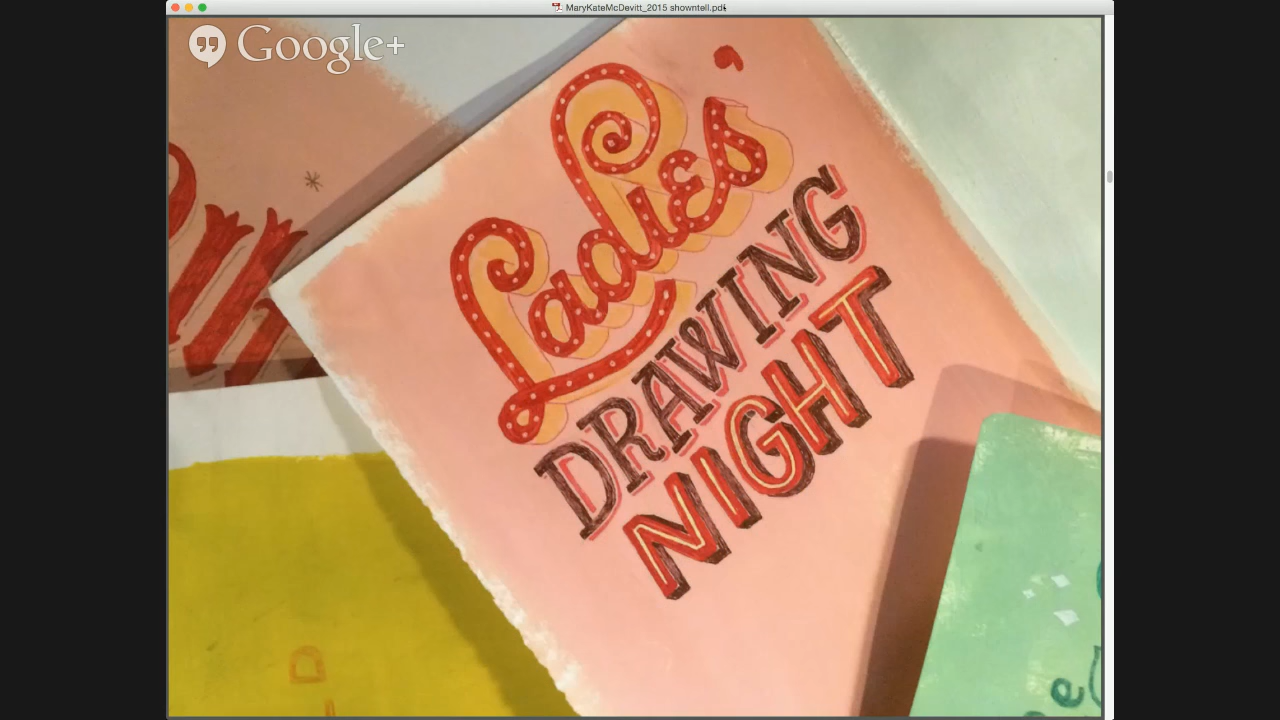 MaryKateMcDevitt_2015 showntell.pdf
Google+
Ladies'
DRAWING
NIGHT